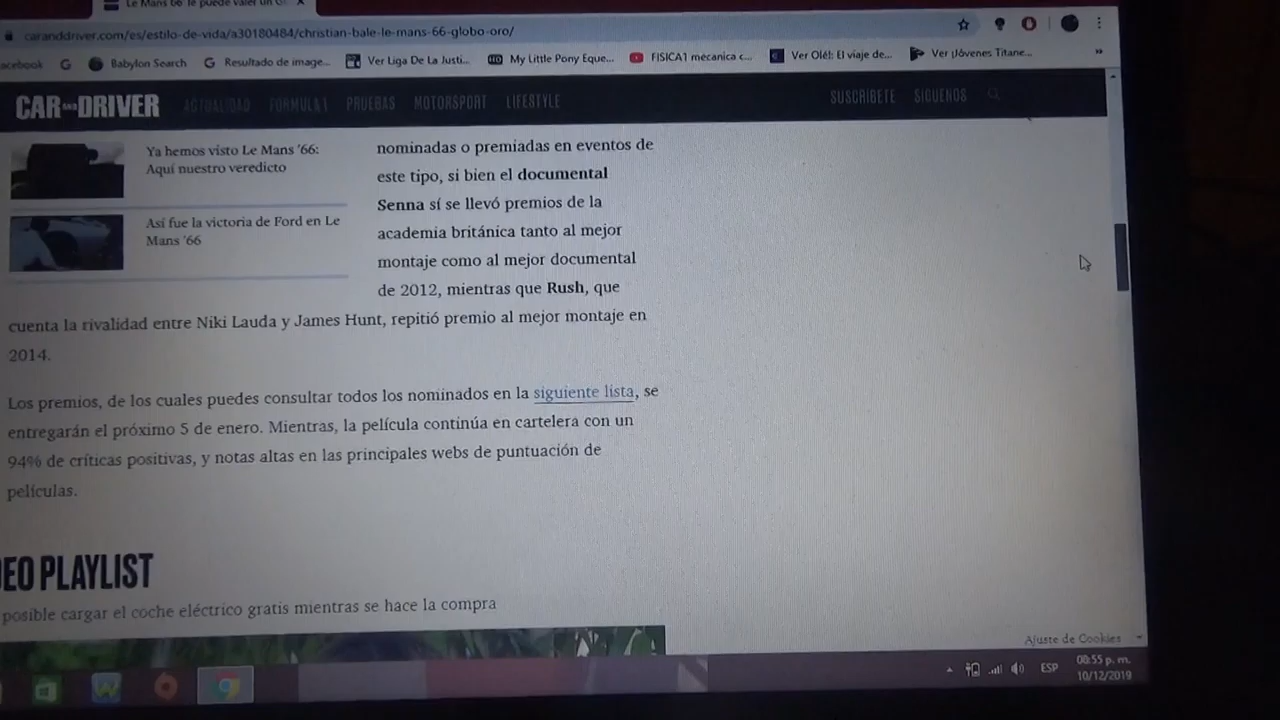 Le Mans 66 le puede valer un
caranddriver.com/es/estilo-de-vida/a30180484/christian-bale-le-mans-66-globo-oro/
acebook
Babylon Search
Resultado de image...
Ver Liga De La Justi...
My Little Pony Eque...
FISICA1 mecanica c...
Ver Olé!: El viaje de...
Ver ¡Jóvenes Titane...
»
CAR AND DRIVER
ACTUALIDAD
FORMULA 1
PRUEBAS
MOTORSPORT
LIFESTYLE
SUSCRÍBETE
SÍGUENOS
Ya hemos visto Le Mans '66:
Aquí nuestro veredicto
Así fue la victoria de Ford en Le
Mans '66
nominadas o premiadas en eventos de
este tipo, si bien el documental
Senna sí se llevó premios de la
academia británica tanto al mejor
montaje como al mejor documental
de 2012, mientras que Rush, que
cuenta la rivalidad entre Niki Lauda y James Hunt, repitió premio al mejor montaje en
2014.
Los premios, de los cuales puedes consultar todos los nominados en la siguiente lista, se
entregarán el próximo 5 de enero. Mientras, la película continúa en cartelera con un
94% de críticas positivas, y notas altas en las principales webs de puntuación de
películas.
EO PLAYLIST
posible cargar el coche eléctrico gratis mientras se hace la compra
Ajuste de Cookies
ESP
08:55 p. m.
10/12/2019